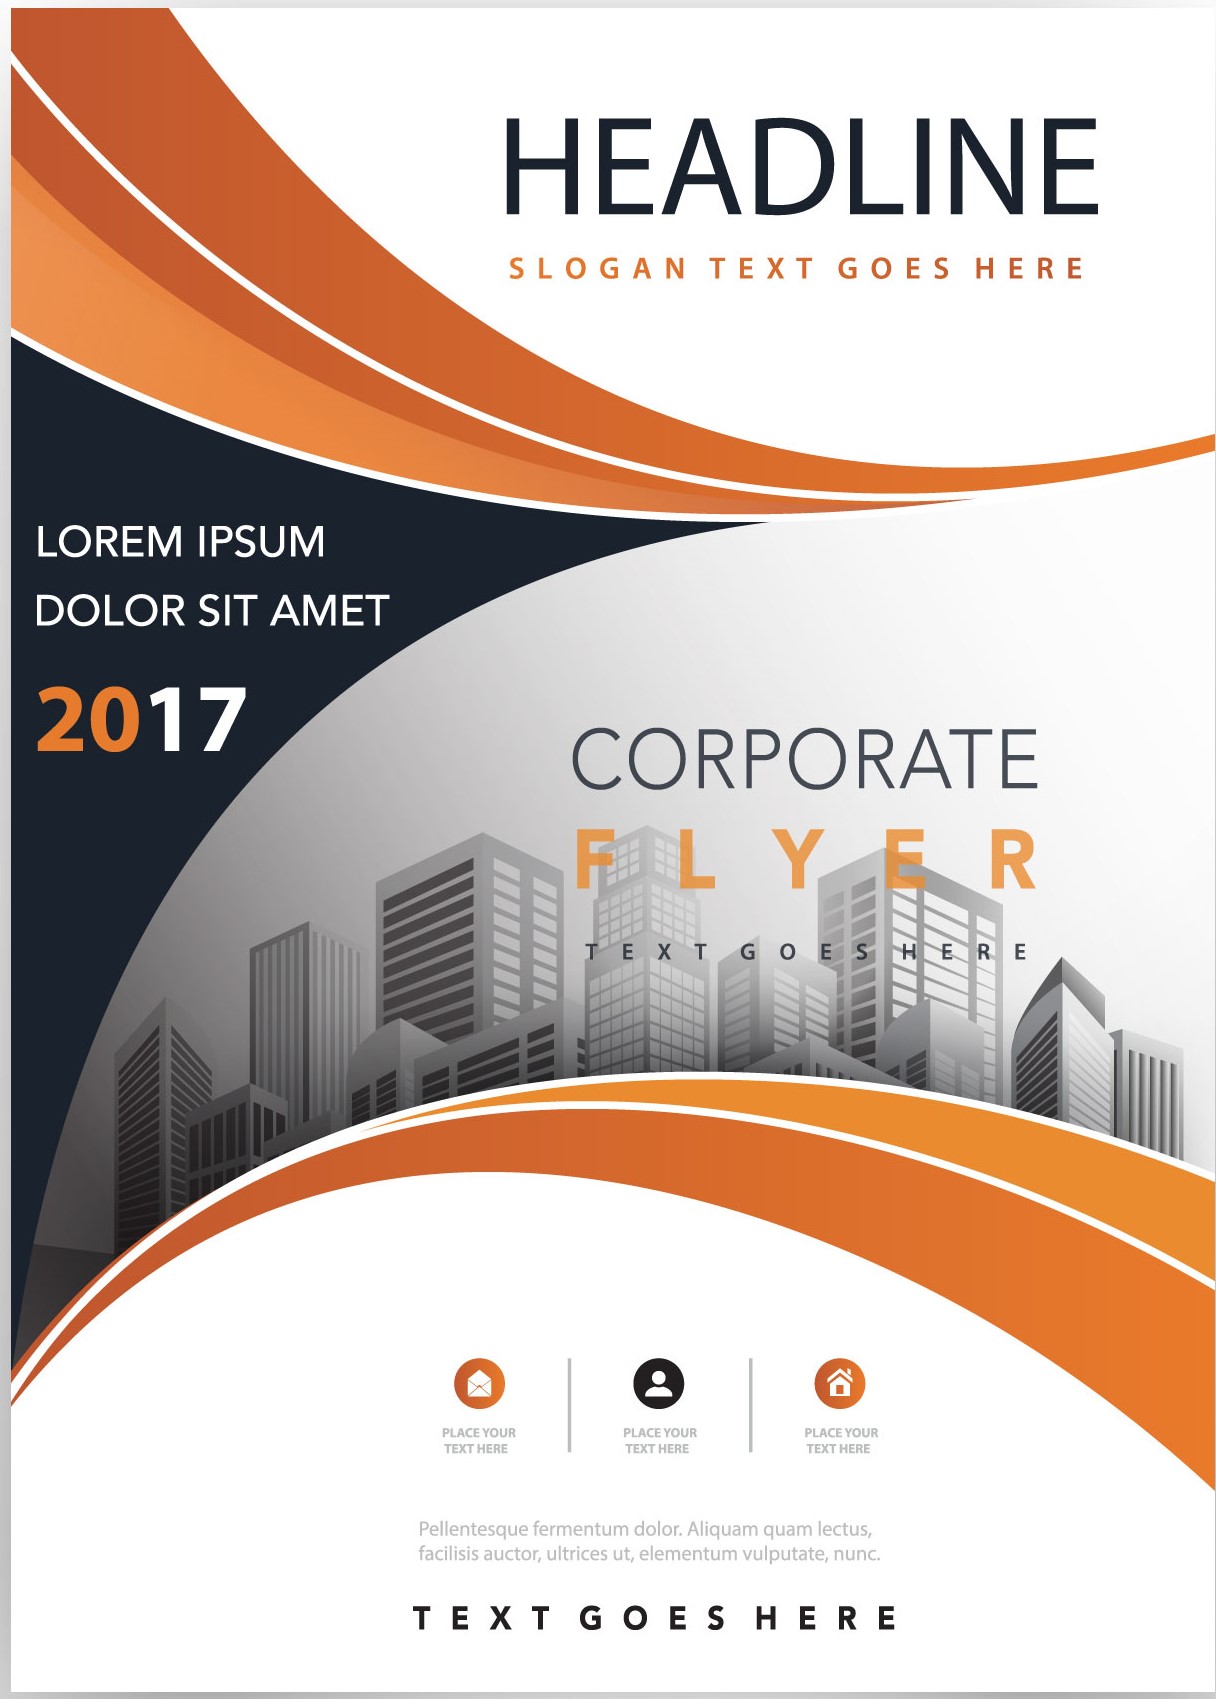 HEADLINE
SLOGAN TEXT GOES HERE
LOREM IPSUM
DOLOR SIT AMET
2017
CORPORATE
FLYER
TEXT GOES HERE
PLACE YOUR
TEXT HERE
PLACE YOUR
TEXT HERE
PLACE YOUR
TEXT HERE
Pellentesque fermentum dolor. Aliquam quam lectus,
facilisis auctor, ultrices ut, elementum vulputate, nunc.
TEXT GOES HERE